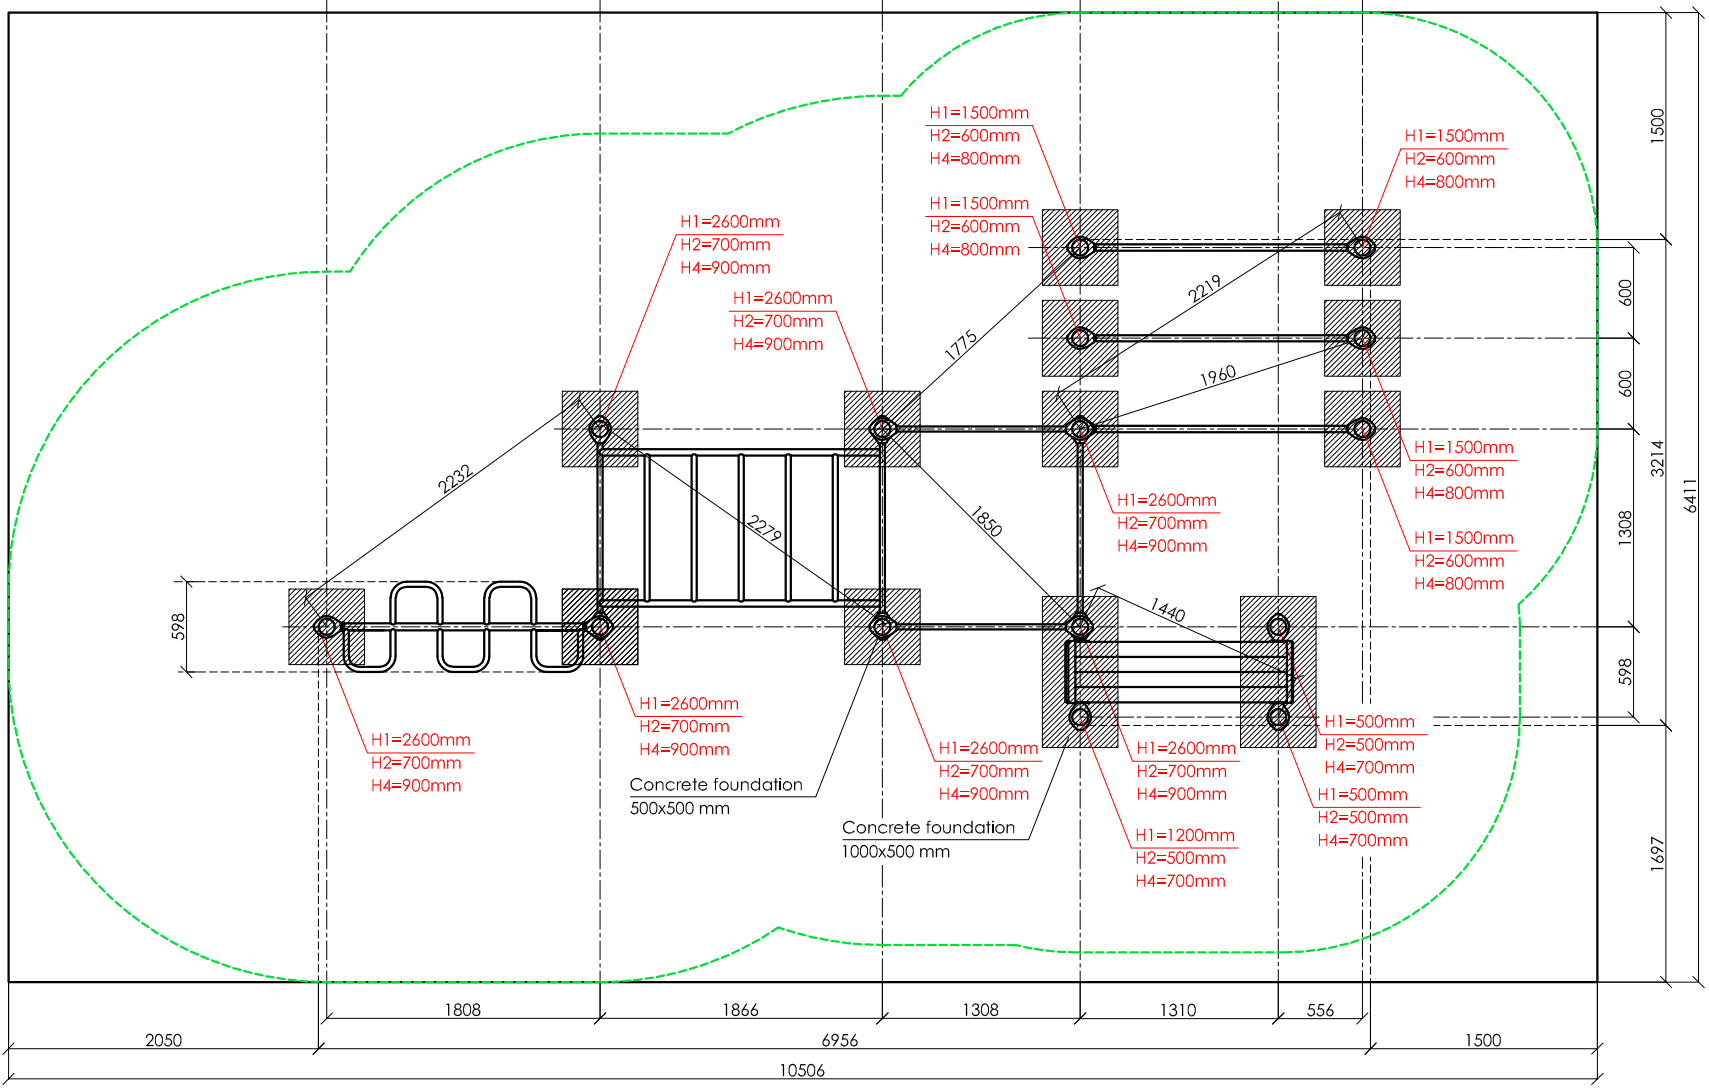 H1=1500mm
H2=600mm
H4=800mm
H1=1500mm
H2=600mm
H4=800mm
H1=1500mm
H2=600mm
H4=800mm
H1=2600mm
H2=700mm
H4=900mm
H1=2600mm
H2=700mm
H4=900mm
1500
600
600
3214
6411
1308
598
1697
2219
1775
1960
2232
2279
1850
1440
598
H1=1500mm
H2=600mm
H4=800mm
H1=2600mm
H2=700mm
H4=900mm
H1=1500mm
H2=600mm
H4=800mm
H1=2600mm
H2=700mm
H4=900mm
H1=2600mm
H2=700mm
H4=900mm
H1=2600mm
H2=700mm
H4=900mm
H1=2600mm
H2=700mm
H4=900mm
H1=500mm
H2=500mm
H4=700mm
H1=500mm
H2=500mm
H4=700mm
H1=1200mm
H2=500mm
H4=700mm
Concrete foundation
500x500 mm
Concrete foundation
1000x500 mm
1808
1866
1308
1310
556
2050
6956
1500
10506